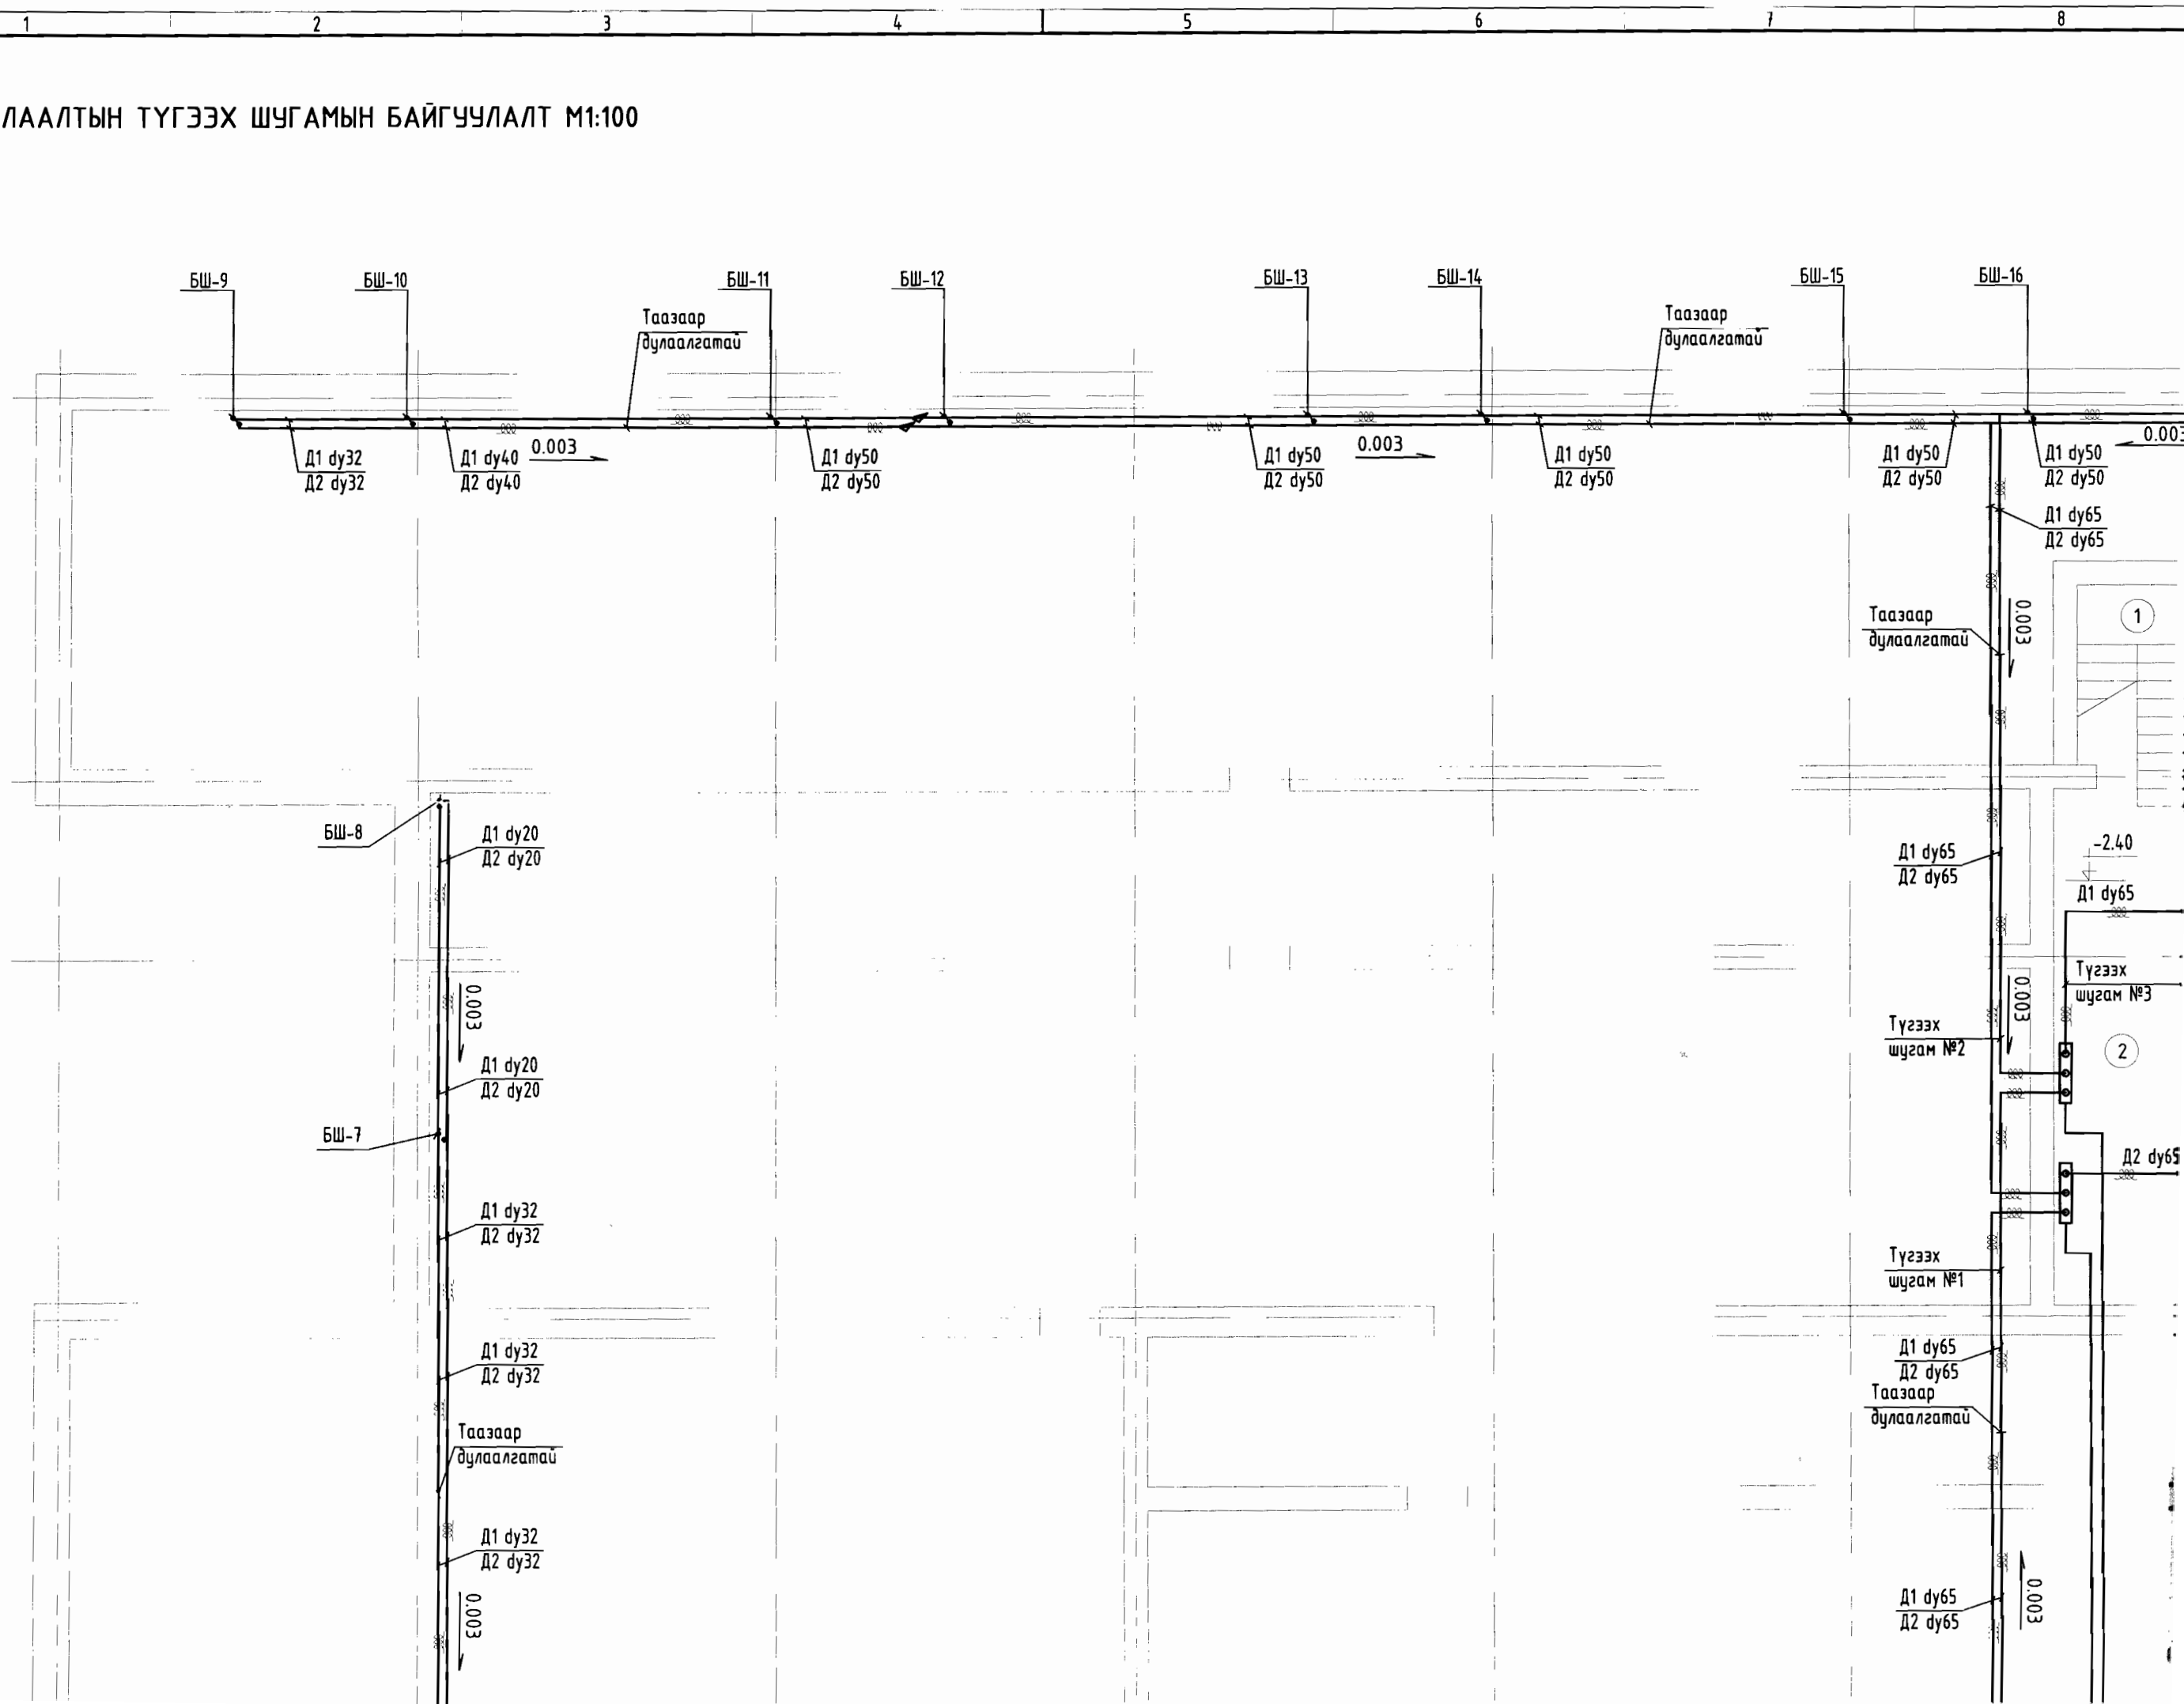 1
2
3
4
5
6
7
8
ЛААЛТЫН ТҮГЭЭХ ШУГАМЫН БАЙГУУЛАЛТ М1:100
БШ-9
БШ-10
БШ-11
БШ-12
БШ-13
БШ-14
БШ-15
БШ-16
Таазаар
дулаалгатай
Таазаар
дулаалгатай
Д1 dy32
Д2 dy32
Д1 dy40
Д2 dy40
0.003
Д1 dy50
Д2 dy50
Д1 dy50
Д2 dy50
0.003
Д1 dy50
Д2 dy50
Д1 dy50
Д2 dy50
Д1 dy50
Д2 dy50
0.003
Д1 dy65
Д2 dy65
Таазаар
дулаалгатай
0.003
1
БШ-8
Д1 dy20
Д2 dy20
Д1 dy65
Д2 dy65
-2.40
Д1 dy65
0.003
0.003
Түгээх
шугам №3
Түгээх
шугам №2
2
Д1 dy20
Д2 dy20
БШ-7
Д2 dy65
Д1 dy32
Д2 dy32
Түгээх
шугам №1
Д1 dy32
Д2 dy32
Д1 dy65
Д2 dy65
Таазаар
дулаалгатай
Таазаар
дулаалгатай
Д1 dy32
Д2 dy32
0.003
Д1 dy65
Д2 dy65
0.003